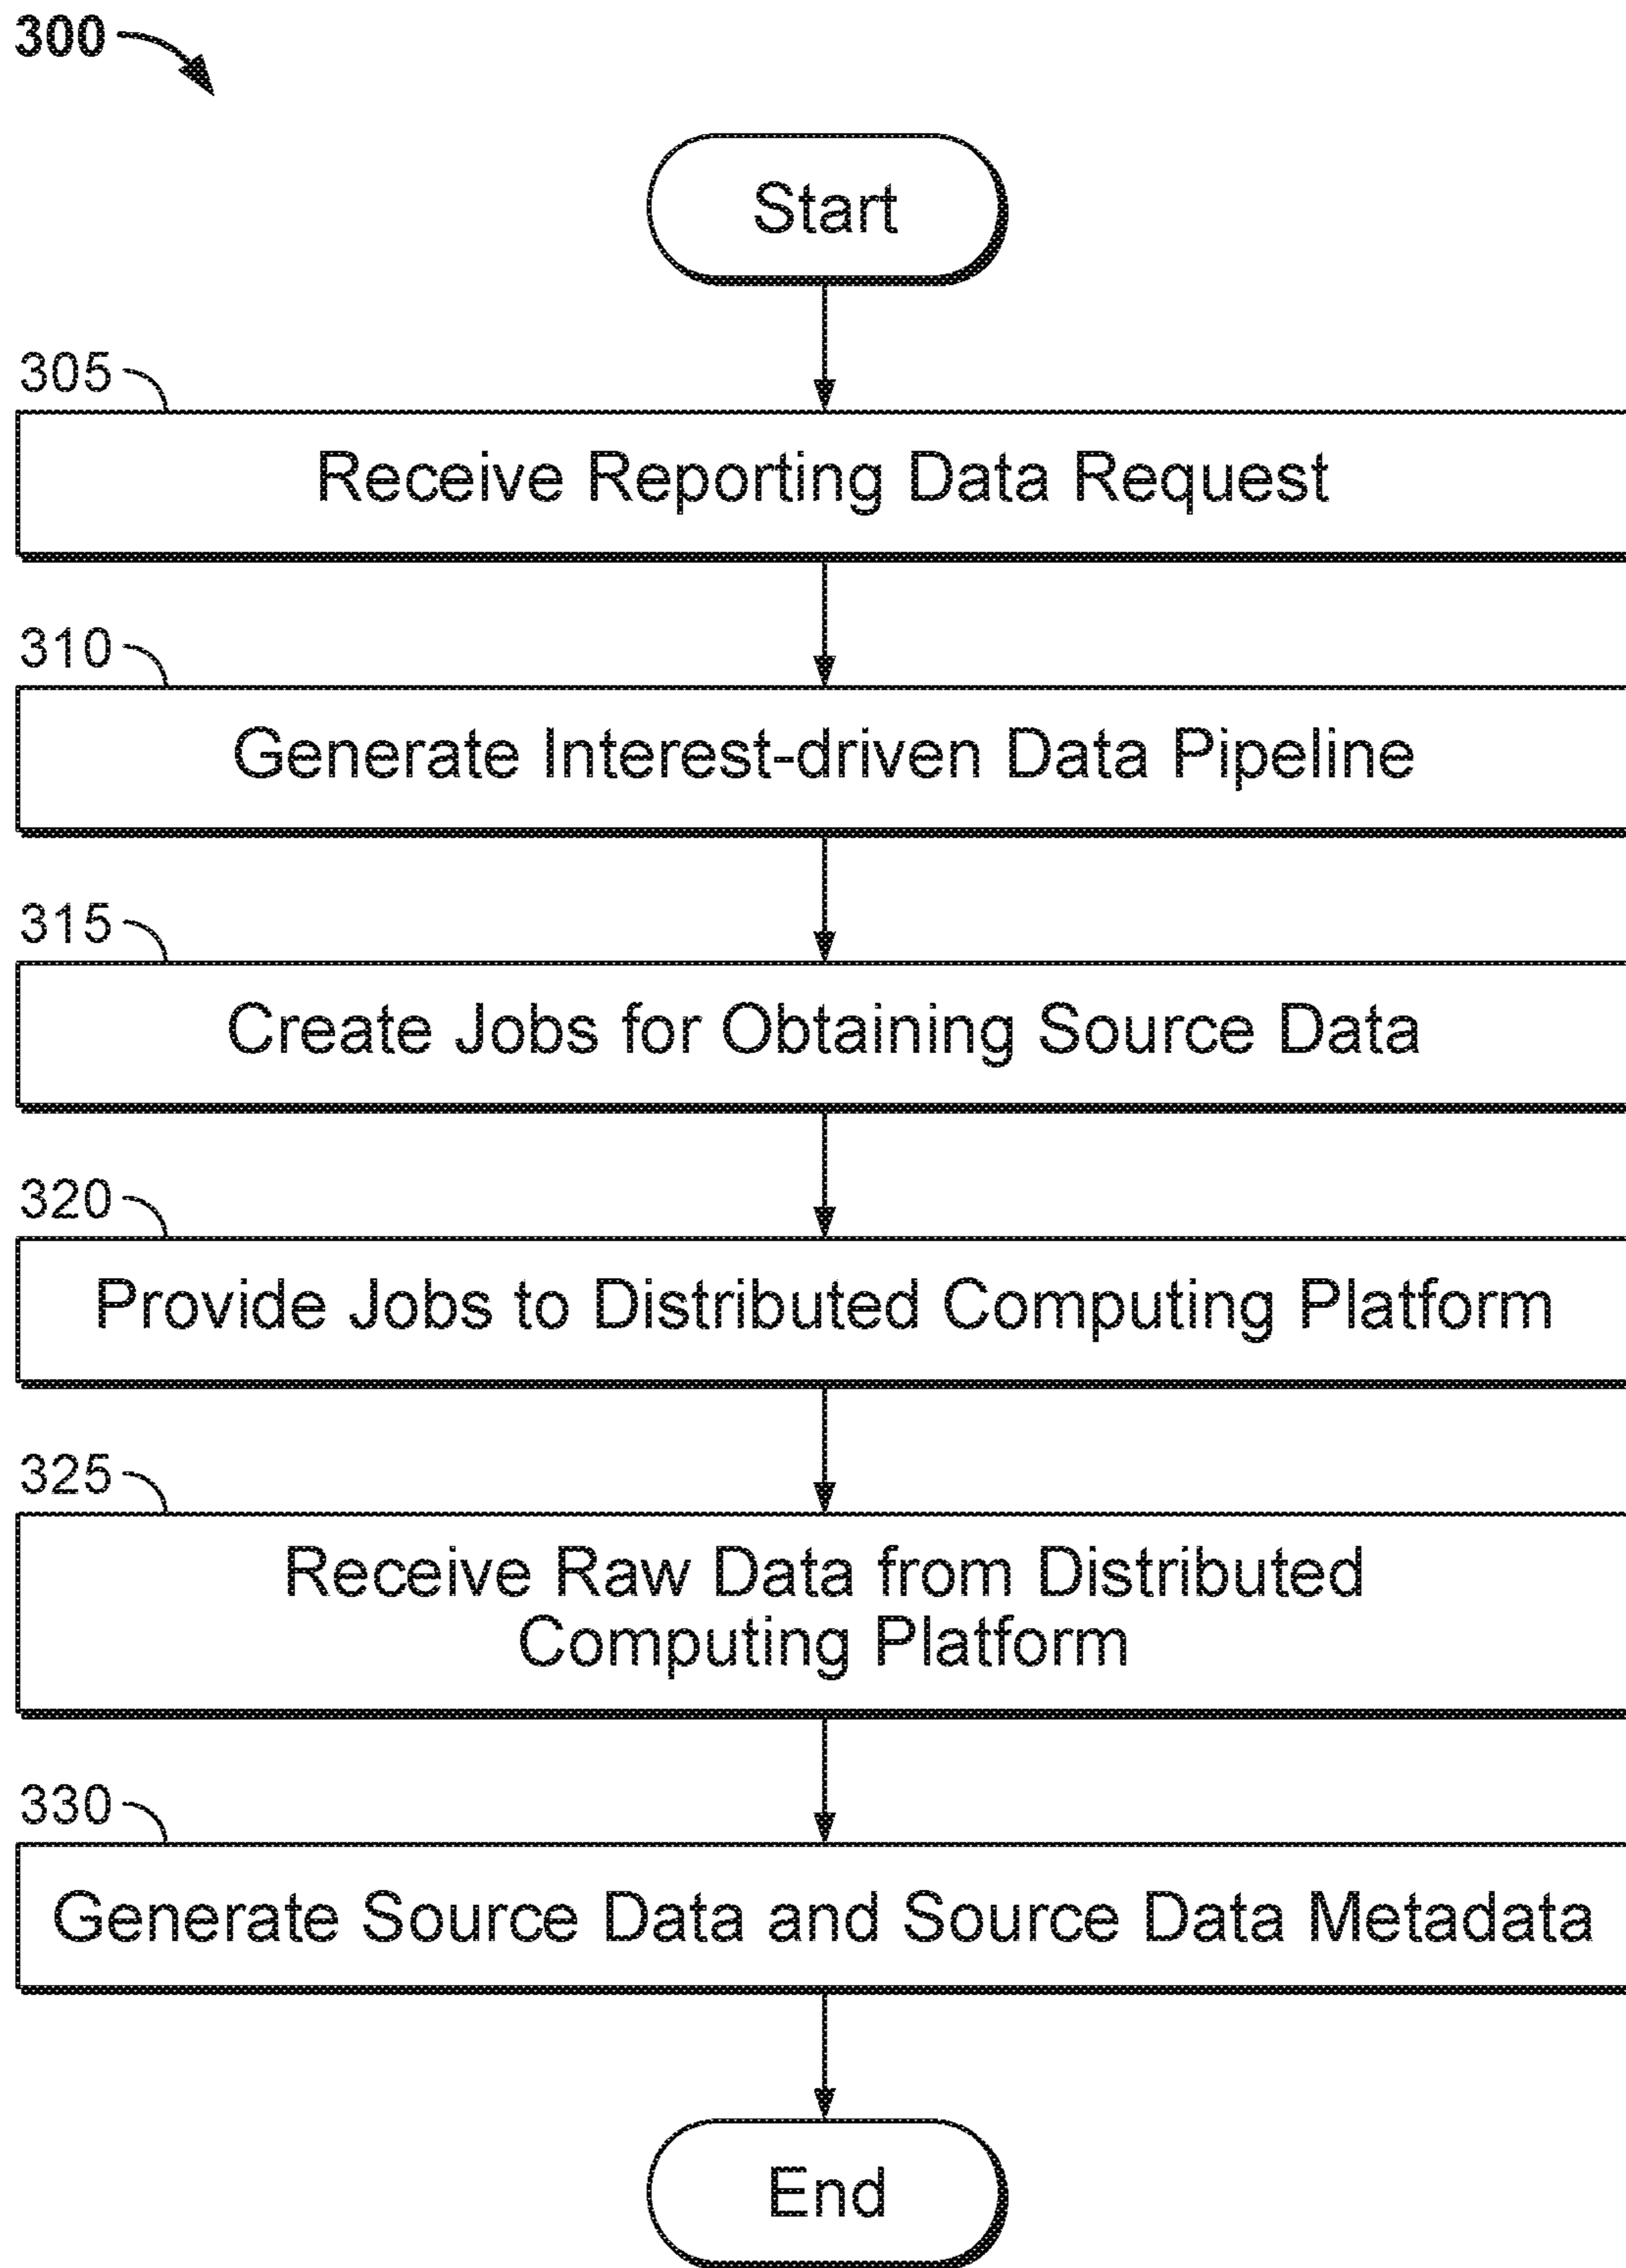 300
Start
305
Receive Reporting Data Request
310
Generate Interest-driven Data Pipeline
315
Create Jobs for Obtaining Source Data
320
Provide Jobs to Distributed Computing Platform
325
Receive Raw Data from Distributed
Computing Platform
330
Generate Source Data and Source Data Metadata
End